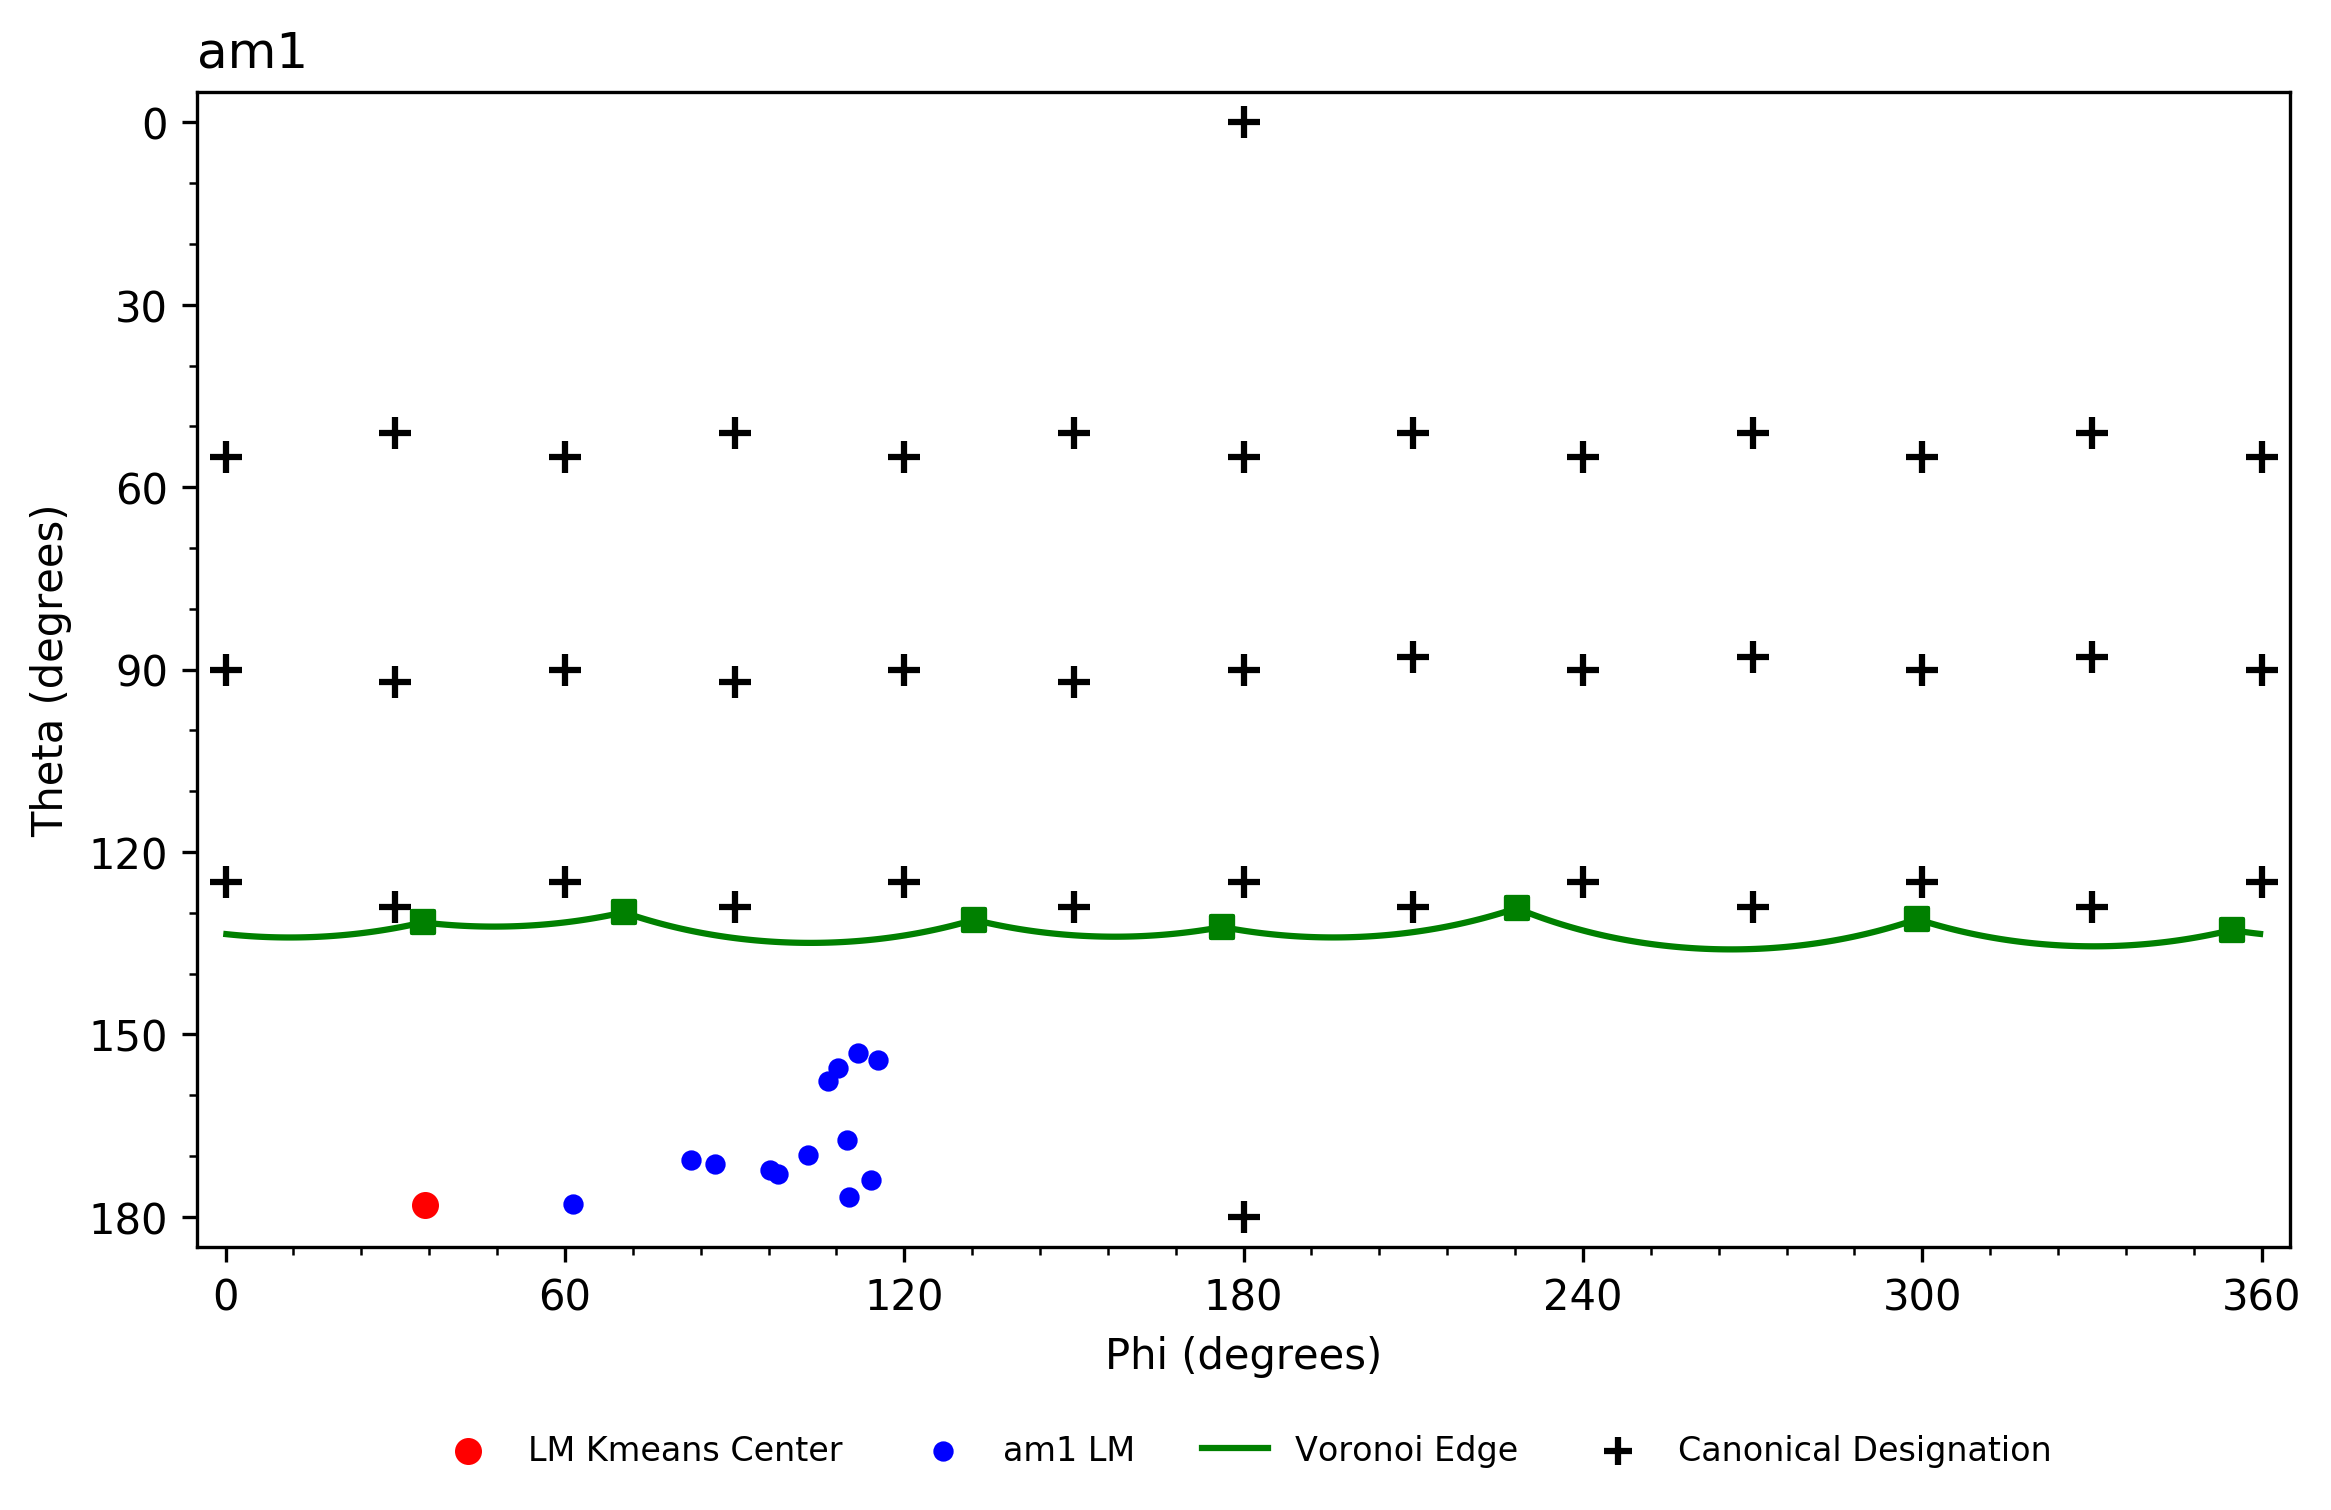 am1
0
30
60
90
120
150
180
Theta (degrees)
0 60 120 180 240 300 360
Phi (degrees)
LM Kmeans Center am1 LM Voronoi Edge Canonical Designation